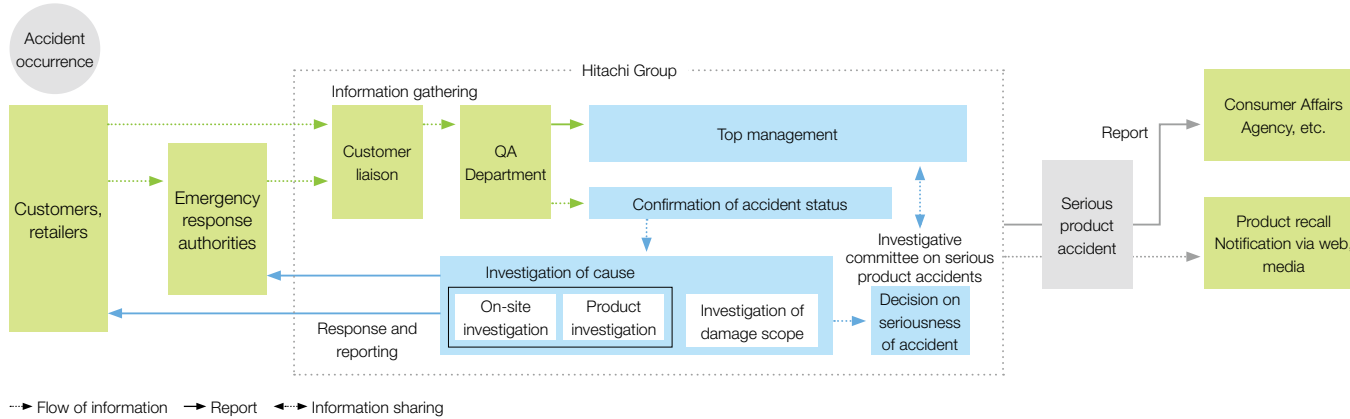 Accident
occurrence
Hitachi Group
Information gathering
Customers,
retailers
Emergency
response
authorities
Customer
liaison
QA
Department
Top management
Confirmation of accident status
Investigation of cause
On-site
investigation
Product
investigation
Investigation of
damage scope
Response and
reporting
Investigative
committee on serious
product accidents
Decision on
seriousness
of accident
Serious
product
accident
Report
Consumer Affairs
Agency, etc.
Product recall
Notification via web,
media
Flow of information
Report
Information sharing